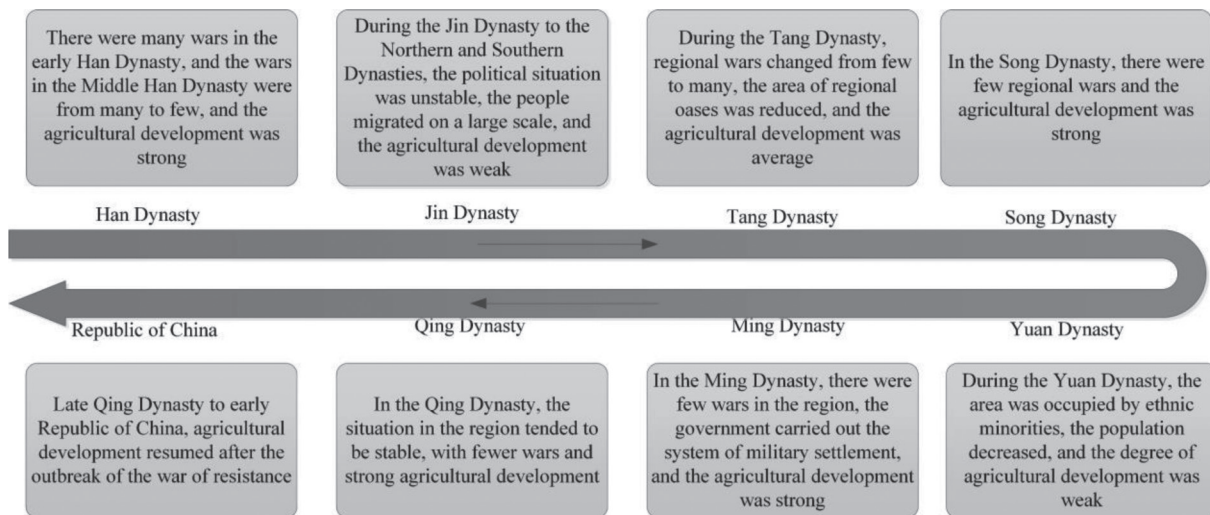 There were many wars in the
early Han Dynasty, and the wars
in the Middle Han Dynasty were
from many to few, and the
agricultural development was
strong
During the Jin Dynasty to the
Northern and Southern
Dynasties, the political situation
was unstable, the people
migrated on a large scale, and
the agricultural development
was weak
During the Tang Dynasty,
regional wars changed from few
to many, the area of regional
oases was reduced, and the
agricultural development was
average
In the Song Dynasty, there were
few regional wars and the
agricultural development was
strong
Han Dynasty
Jin Dynasty
Tang Dynasty
Song Dynasty
Republic of China
Qing Dynasty
Ming Dynasty
Yuan Dynasty
Late Qing Dynasty to early
Republic of China, agricultural
development resumed after the
outbreak of the war of resistance
In the Qing Dynasty, the
situation in the region tended to
be stable, with fewer wars and
strong agricultural development
In the Ming Dynasty, there were
few wars in the region, the
government carried out the
system of military settlement,
and the agricultural development
was strong
During the Yuan Dynasty, the
area was occupied by ethnic
minorities, the population
decreased, and the degree of
agricultural development was
weak